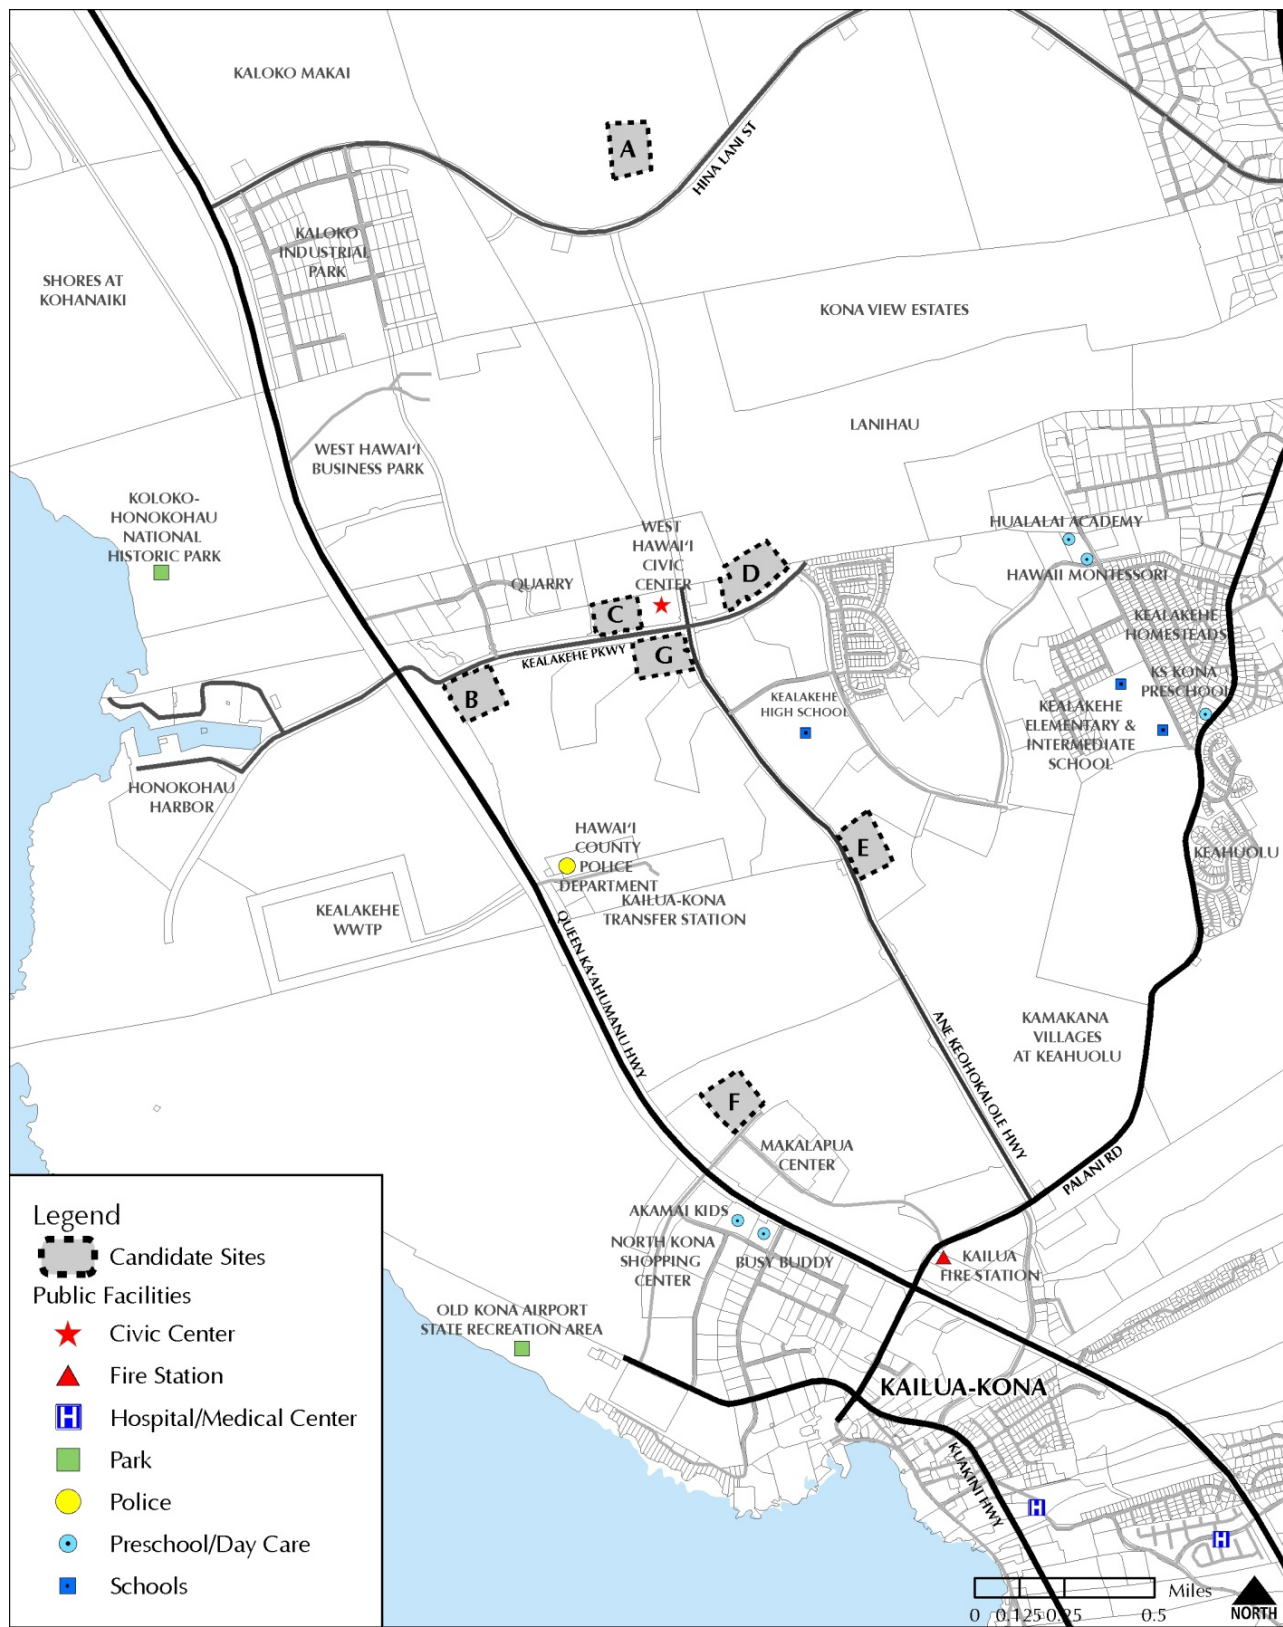 KALOKO MAKAI
A
HINA LANI ST
KALOKO
INDUSTRIAL
PARK
SHORES AT
KOHANAIKI
KONA VIEW ESTATES
LANIHAU
WEST HAWAI'I
BUSINESS PARK
KOLOKO-
HONOKOHAU
NATIONAL
HISTORIC PARK
WEST
HAWAI'I
CIVIC
CENTER
HUALALAI ACADEMY
HAWAII MONTESSORI
QUARRY
D
C
KEALAKEHE
HOMESTEADS
KEALAKEHE PKWY
G
B
KS KONA
PRESCHOOL
KEALAKEHE
HIGH SCHOOL
KEALAKEHE
ELEMENTARY &
INTERMEDIATE
SCHOOL
HONOKOHAU
HARBOR
HAWAI'I
COUNTY
POLICE
DEPARTMENT
E
KEAHUOLU
KAILUA-KONA
TRANSFER STATION
KEALAKEHE
WWTP
QUEEN KA'AHUMANU HWY
ANE KEOHOKALOLE HWY
KAMAKANA
VILLAGES
AT KEAHUOLU
F
MAKALAPUA
CENTER
PALANI RD
AKAMAI KIDS
NORTH KONA
SHOPPING
CENTER
BUSY BUDDY
KAILUA
FIRE STATION
OLD KONA AIRPORT
STATE RECREATION AREA
KAILUA-KONA
KUAKINI HWY
Legend
Candidate Sites
Public Facilities
Civic Center
Fire Station
H Hospital/Medical Center
Park
Police
Preschool/Day Care
Schools
H
H
Miles
0 0.125 0.25 0.5
NORTH